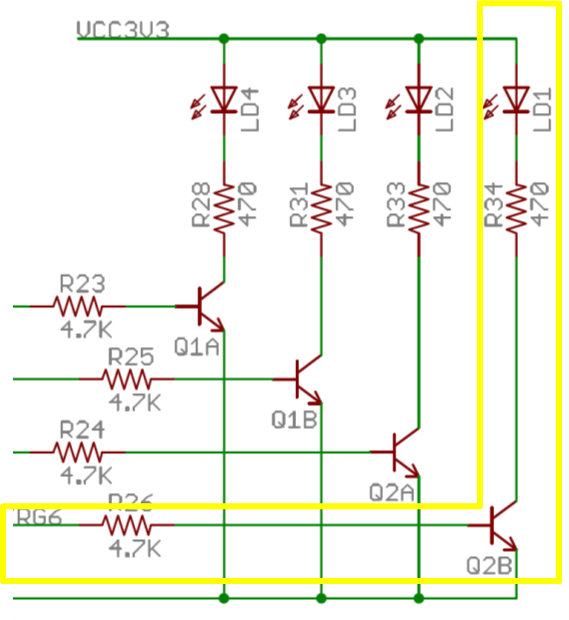 VCC3V3
LD4
LD3
LD2
LD1
R28
470
R31
470
R33
470
R34
470
R23
4.7K
Q1A
R25
4.7K
Q1B
R24
4.7K
Q2A
R26
RG6
4.7K
Q2B